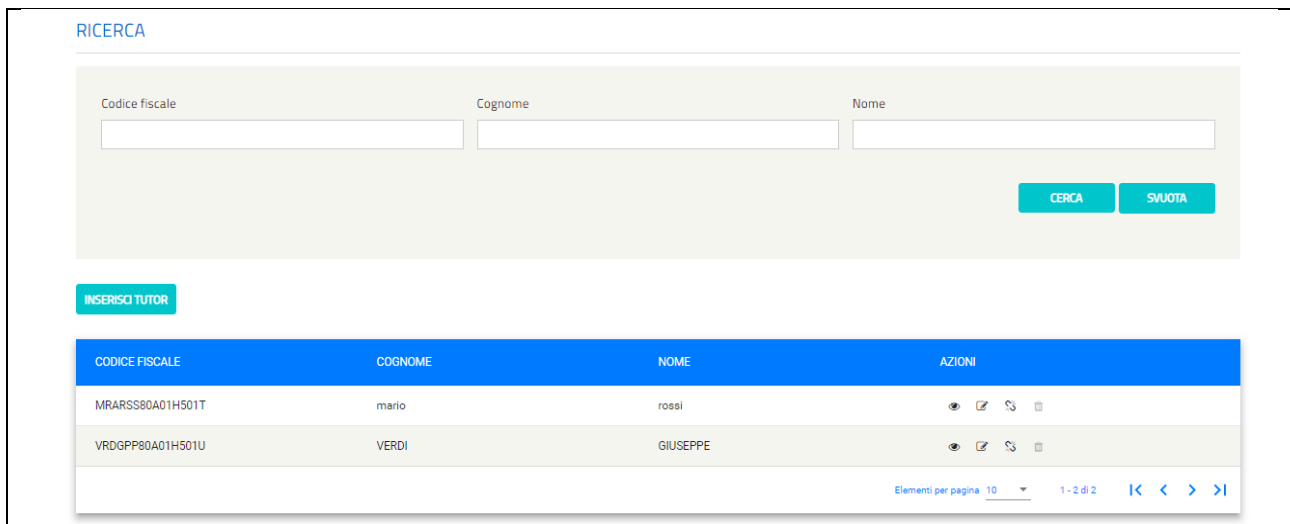 RICERCA
Codice fiscale Cognome Nome
CERCA SVUOTA
INSERISCI TUTOR
CODICE FISCALE COGNOME NOME AZIONI
MRARSS80A01H501T mario rossi
VRDGPP80A01H501U VERDI GIUSEPPE
Elementi per pagina 10 1 - 2 di 2